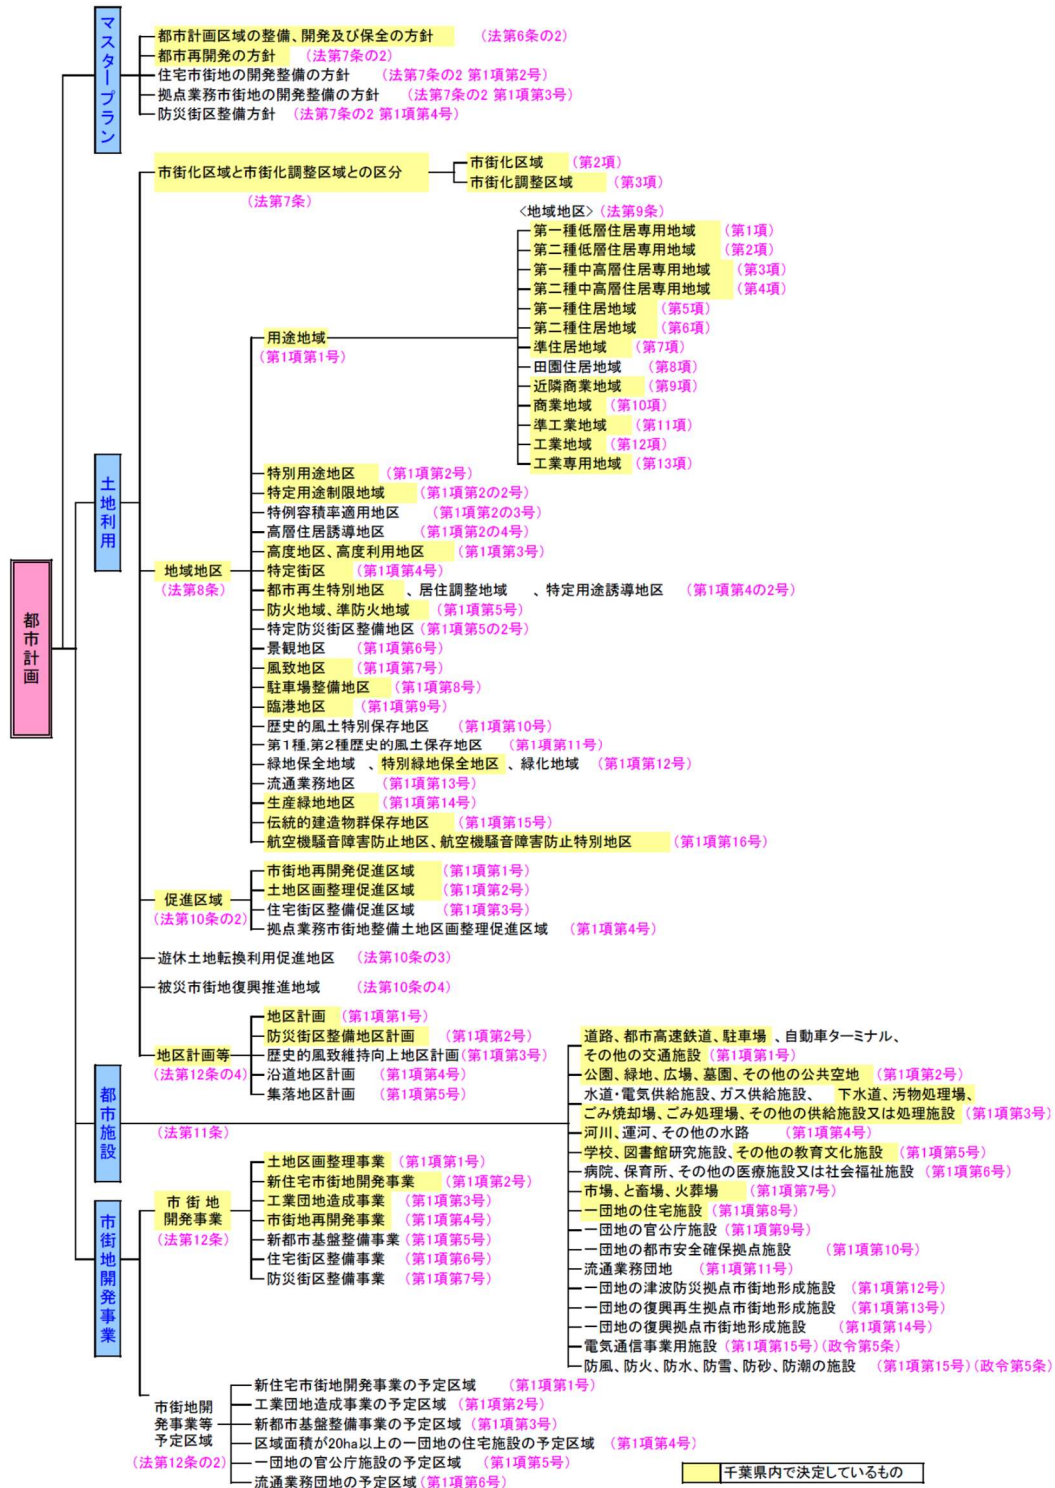 マスタープラン
都市計画区域の整備、開発及び保全の方針 （法第6条の2）
都市再開発の方針 （法第7条の2）
住宅市街地の開発整備の方針 （法第7条の2 第1項第2号）
拠点業務市街地の開発整備の方針 （法第7条の2 第1項第3号）
防災街区整備方針 （法第7条の2 第1項第4号）
都市計画
土地利用
市街化区域と市街化調整区域との区分
（法第7条）
市街化区域 （第2項）
市街化調整区域 （第3項）
地域地区
（法第8条）
用途地域
（第1項第1号）
<地域地区>（法第9条）
第一種低層住居専用地域 （第1項）
第二種低層住居専用地域 （第2項）
第一種中高層住居専用地域 （第3項）
第二種中高層住居専用地域 （第4項）
第一種住居地域 （第5項）
第二種住居地域 （第6項）
準住居地域 （第7項）
田園住居地域 （第8項）
近隣商業地域 （第9項）
商業地域 （第10項）
準工業地域 （第11項）
工業地域 （第12項）
工業専用地域 （第13項）
特別用途地区 （第1項第2号）
特定用途制限地域 （第1項第2の2号）
特例容積率適用地区 （第1項第2の3号）
高層住居誘導地区 （第1項第2の4号）
高度地区、高度利用地区 （第1項第3号）
特定街区 （第1項第4号）
都市再生特別地区 、居住調整地域 、特定用途誘導地区 （第1項第4の2号）
防火地域、準防火地域 （第1項第5号）
特定防災街区整備地区（第1項第5の2号）
景観地区 （第1項第6号）
風致地区 （第1項第7号）
駐車場整備地区 （第1項第8号）
臨港地区 （第1項第9号）
歴史的風土特別保存地区 （第1項第10号）
第1種,第2種歴史的風土保存地区 （第1項第11号）
緑地保全地域 、特別緑地保全地区 、緑化地域 （第1項第12号）
流通業務地区 （第1項第13号）
生産緑地地区 （第1項第14号）
伝統的建造物群保存地区 （第1項第15号）
航空機騒音障害防止地区、航空機騒音障害防止特別地区 （第1項第16号）
促進区域
（法第10条の2）
市街地再開発促進区域 （第1項第1号）
土地区画整理促進区域 （第1項第2号）
住宅街区整備促進区域 （第1項第3号）
拠点業務市街地整備土地区画整理促進区域 （第1項第4号）
遊休土地転換利用促進地区 （法第10条の3）
被災市街地復興推進地域 （法第10条の4）
地区計画等
（法第12条の4）
地区計画 （第1項第1号）
防災街区整備地区計画 （第1項第2号）
歴史的風致維持向上地区計画（第1項第3号）
沿道地区計画 （第1項第4号）
集落地区計画 （第1項第5号）
都市施設
（法第11条）
道路、都市高速鉄道、駐車場 、自動車ターミナル、
その他の交通施設 （第1項第1号）
公園、緑地、広場、墓園、その他の公共空地 （第1項第2号）
水道・電気供給施設、ガス供給施設、 下水道、汚物処理場、
ごみ焼却場、ごみ処理場、その他の供給施設又は処理施設 （第1項第3号）
河川、運河、その他の水路 （第1項第4号）
学校、図書館研究施設、その他の教育文化施設 （第1項第5号）
病院、保育所、その他の医療施設又は社会福祉施設 （第1項第6号）
市場、と畜場、火葬場 （第1項第7号）
一団地の住宅施設 （第1項第8号）
一団地の官公庁施設 （第1項第9号）
一団地の都市安全確保拠点施設 （第1項第10号）
流通業務団地 （第1項第11号）
一団地の津波防災拠点市街地形成施設 （第1項第12号）
一団地の復興再生拠点市街地形成施設 （第1項第13号）
一団地の復興拠点市街地形成施設 （第1項第14号）
電気通信事業用施設 （第1項第15号）（政令第5条）
防風、防火、防水、防雪、防砂、防潮の施設 （第1項第15号）（政令第5条）
市街地開発事業
市街地
開発事業
（法第12条）
土地区画整理事業 （第1項第1号）
新住宅市街地開発事業 （第1項第2号）
工業団地造成事業 （第1項第3号）
市街地再開発事業 （第1項第4号）
新都市基盤整備事業（第1項第5号）
住宅街区整備事業 （第1項第6号）
防災街区整備事業 （第1項第7号）
市街地開
発事業等
予定区域
（法第12条の2）
新住宅市街地開発事業の予定区域 （第1項第1号）
工業団地造成事業の予定区域 （第1項第2号）
新都市基盤整備事業の予定区域 （第1項第3号）
区域面積が20ha以上の一団地の住宅施設の予定区域 （第1項第4号）
一団地の官公庁施設の予定区域 （第1項第5号）
流通業務団地の予定区域（第1項第6号）
千葉県内で決定しているもの